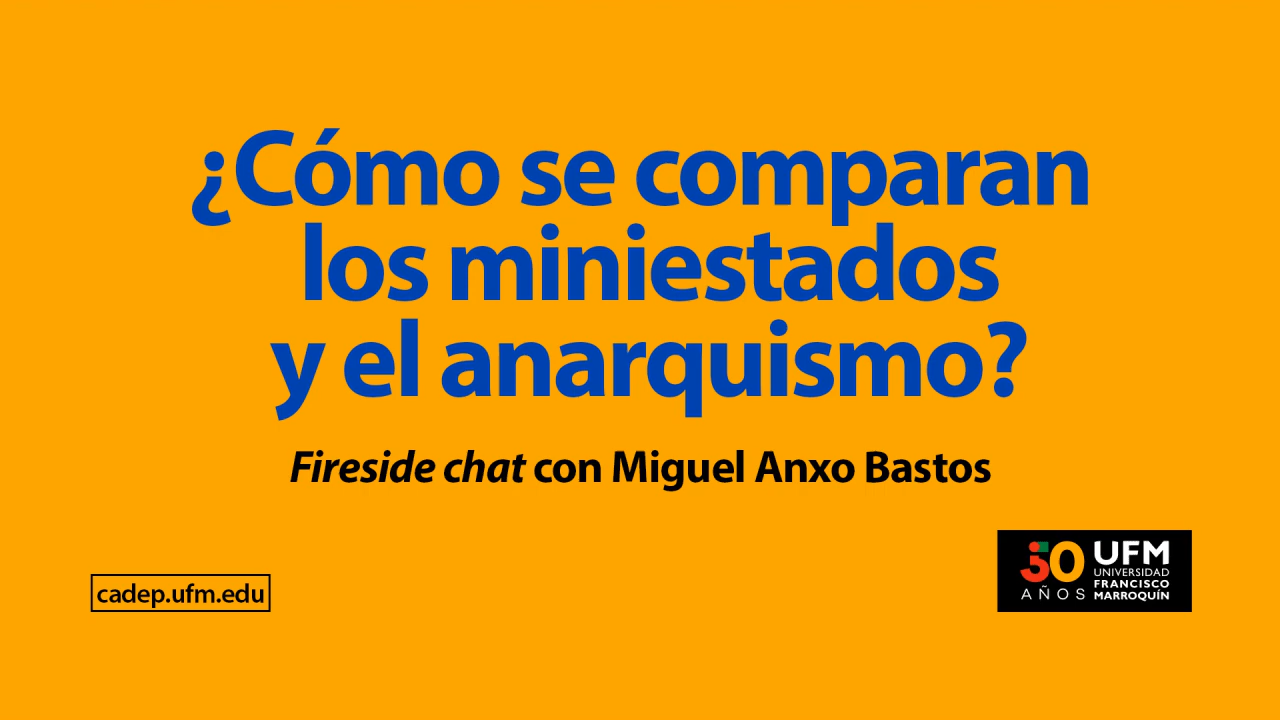 ¿Cómo se comparan
los miniestados
y el anarquismo?
Fireside chat con Miguel Anxo Bastos
cadep.ufm.edu
50
AÑOS
UFM
UNIVERSIDAD
FRANCISCO
MARROQUÍN